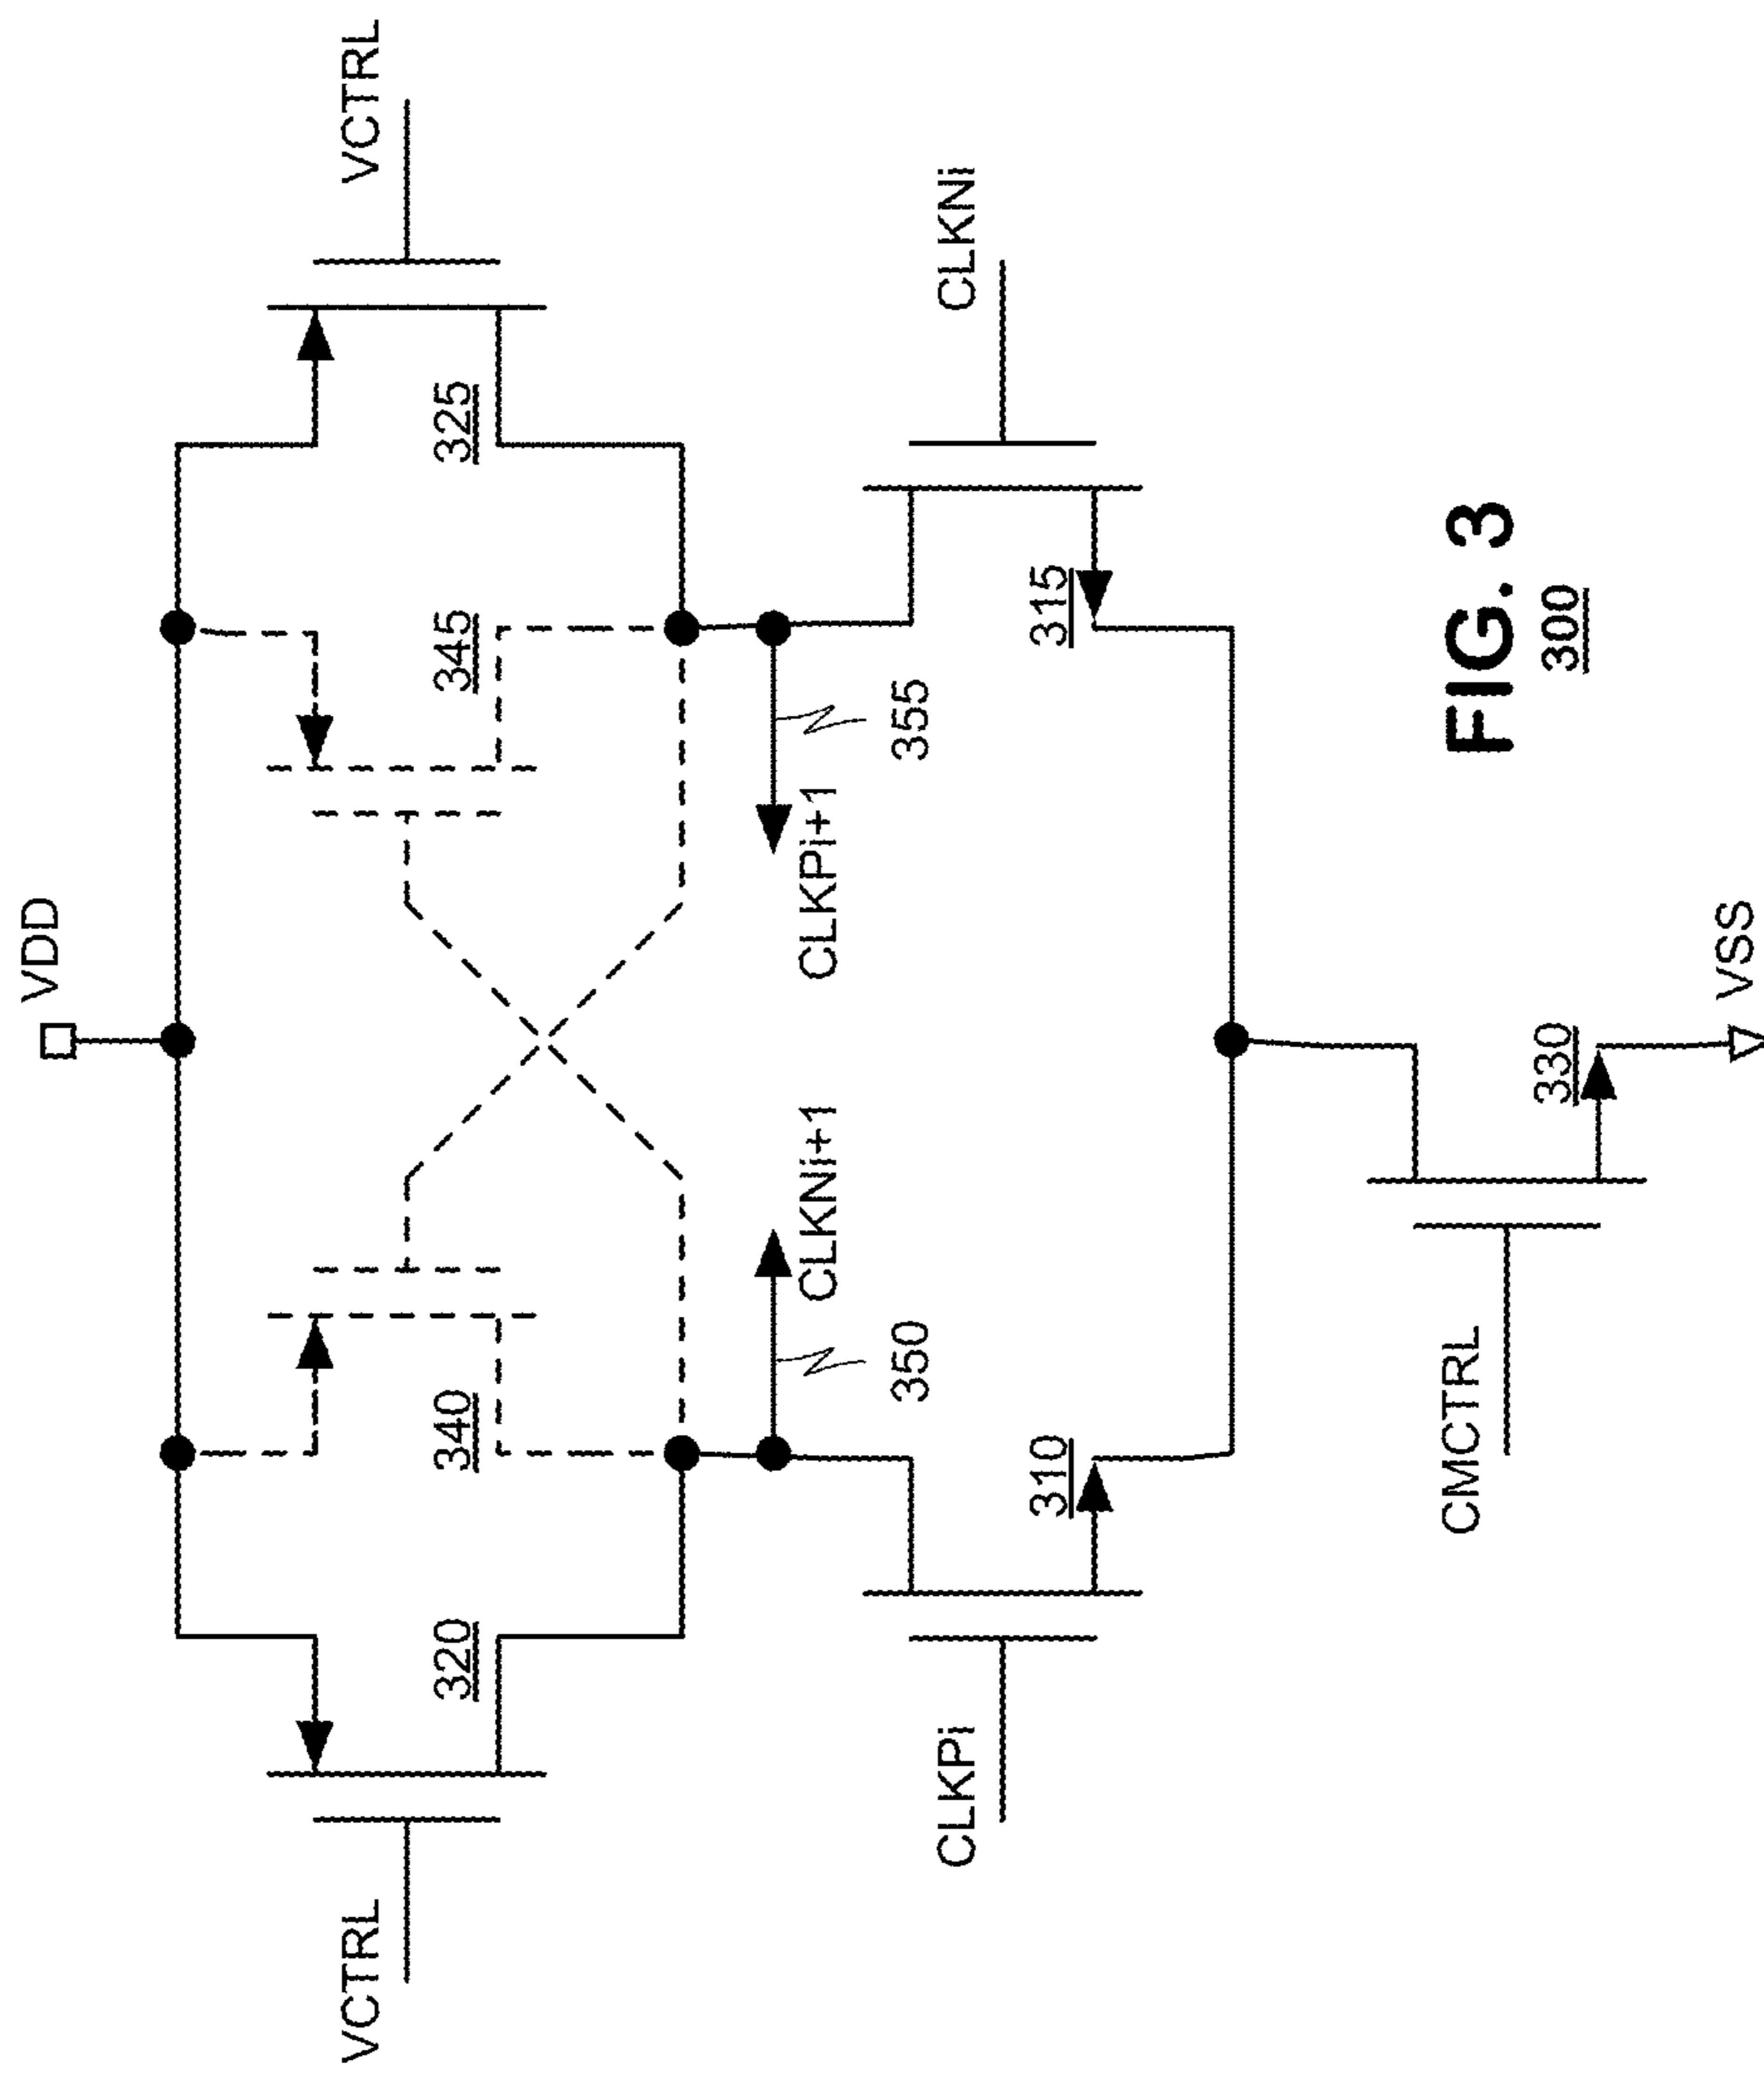 VDD
VCTRL
320
340
345
325
VCTRL
CLKNi+1
CLKPi+1
350
355
CLKPi
310
315
CLKNi
CMCTRL
330
VSS
FIG. 3
300